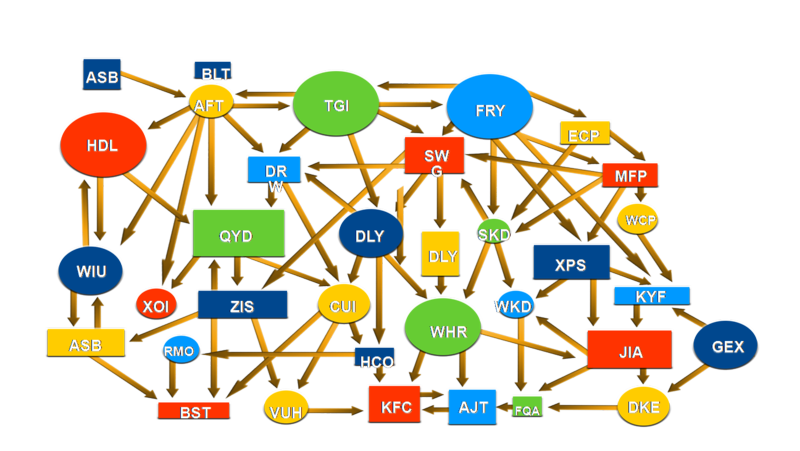 ASB
BLT
AFT
TGI
FRY
ECP
HDL
SW
G
MFP
DR
W
WCP
QYD
DLY
SKD
DLY
XPS
WIU
XOI
ZIS
CUI
WKD
KYF
WHR
ASB
RMO
HCO
JIA
GEX
BST
VUH
KFC
AJT
FQA
DKE